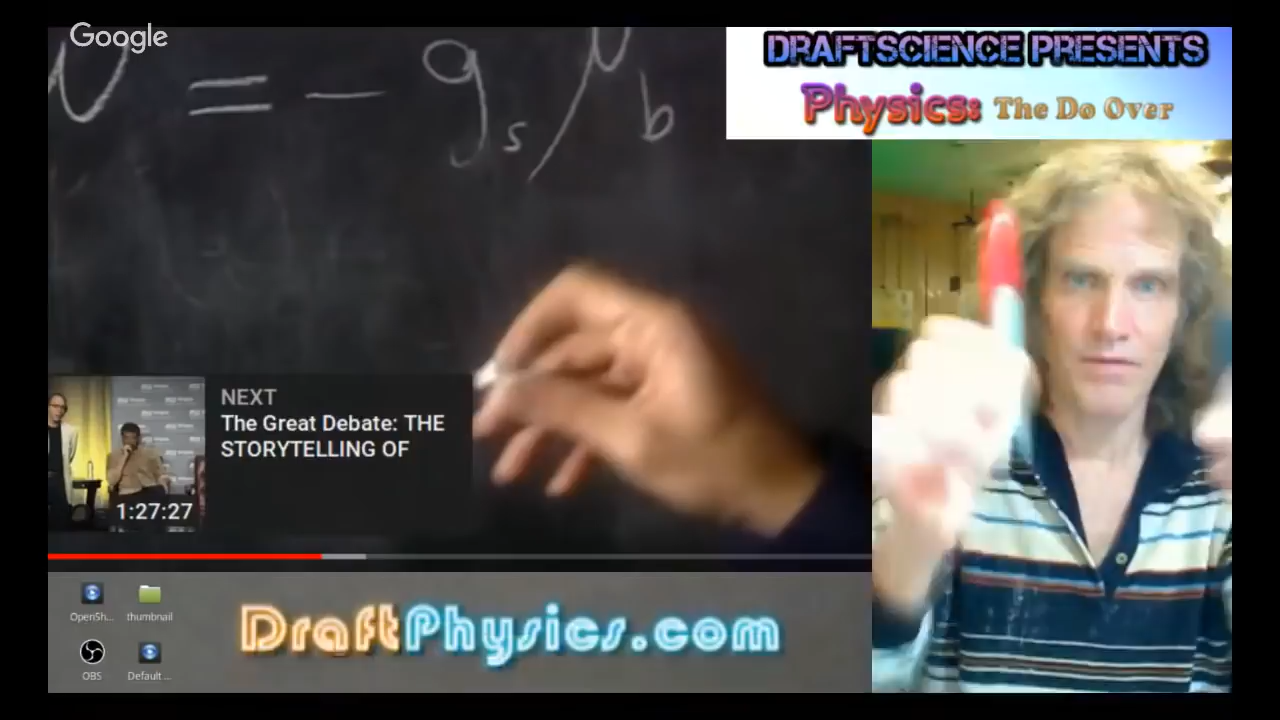 Google
DRAFTSCIENCE PRESENTS
Physics: The Do Over
μ = - g_s μ_b
NEXT
The Great Debate: THE
STORYTELLING OF
1:27:27
OpenSh...
thumbnail
OBS
Default ...
DraftPhysics.com